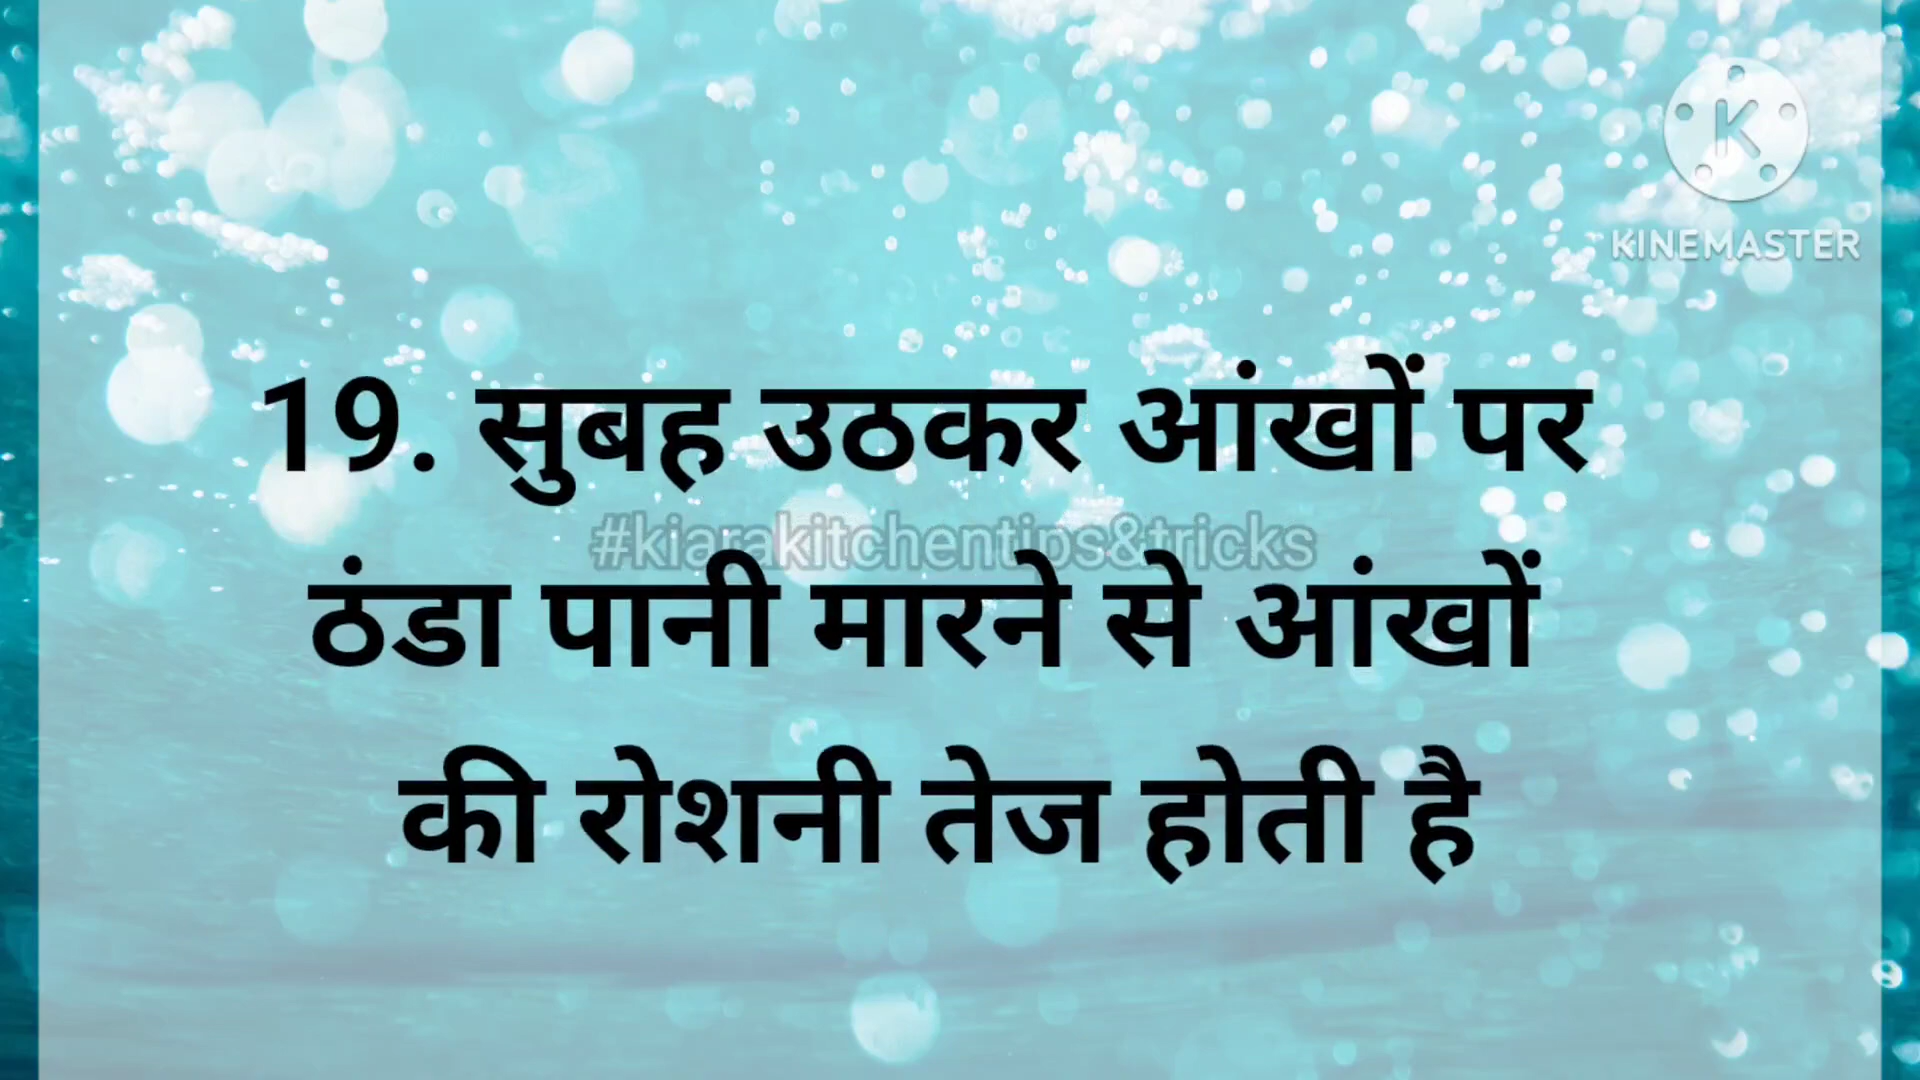 KINEMASTER
19. सुबह उठकर आंखों पर
#kiarakitchentips&tricks
ठंडा पानी मारने से आंखों
की रोशनी तेज होती है